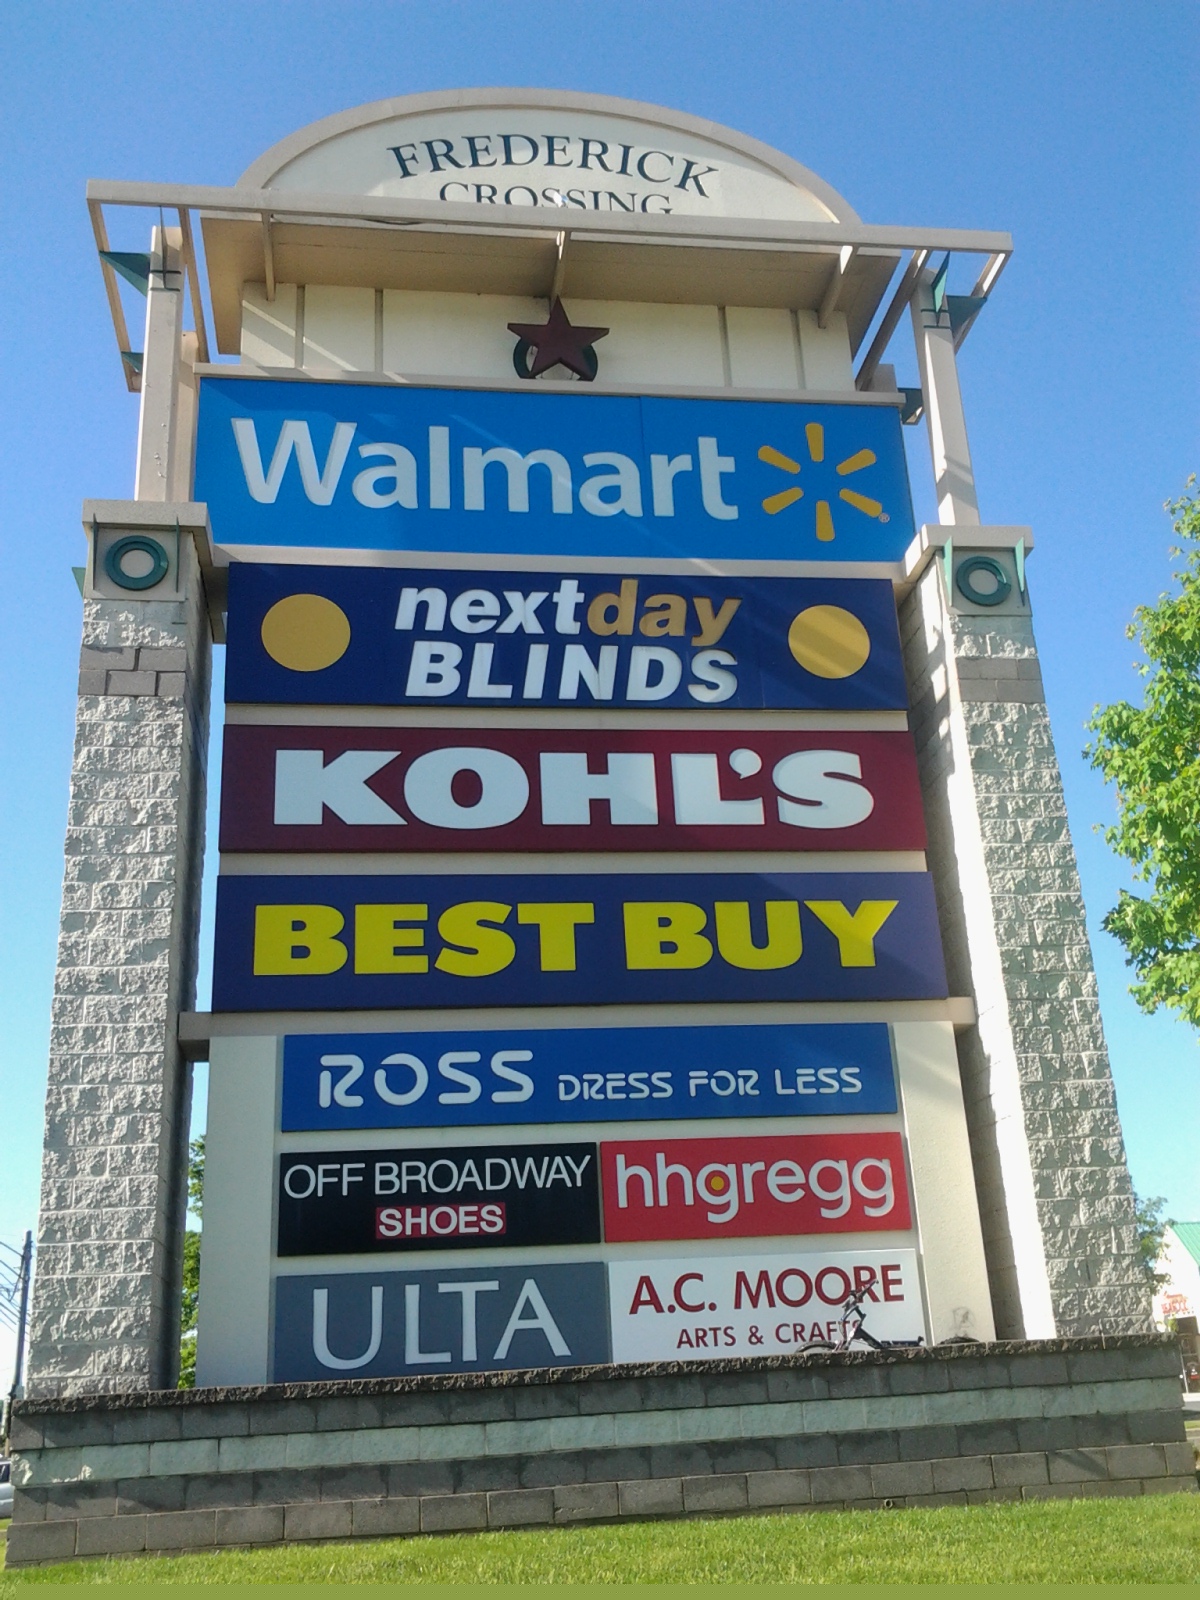 FREDERICK
CROSSING
Walmart
nextday
BLINDS
KOHL'S
BEST BUY
ROSS DRESS FOR LESS
OFF BROADWAY
SHOES
hhgregg
ULTA
A.C. MOORE
ARTS & CRAFTS